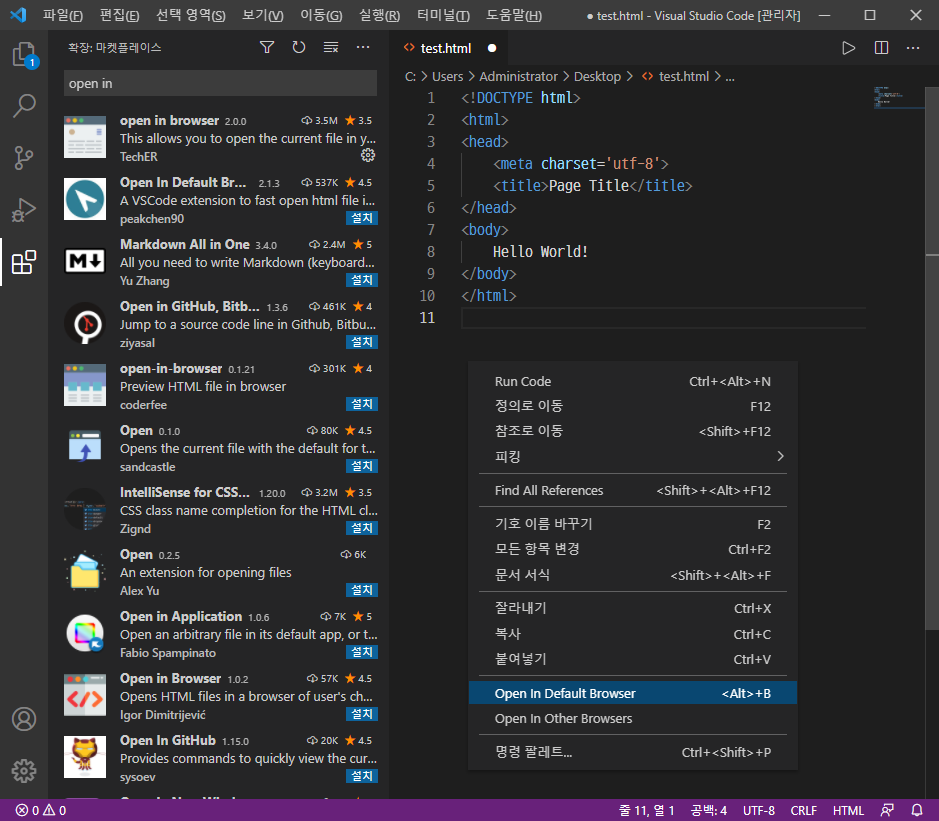 파일(F) 편집(E) 선택 영역(S) 보기(V) 이동(G) 실행(R) 터미널(T) 도움말(H) ● test.html - Visual Studio Code [관리자]
확장: 마켓플레이스
open in
1
open in browser 2.0.0 3.5M ★ 3.5
This allows you to open the current file in y...
TechER
Open In Default Br... 2.1.3 537K ★ 4.5
A VSCode extension to fast open html file i...
peakchen90 설치
Markdown All in One 3.4.0 2.4M ★ 5
All you need to write Markdown (keyboard...
Yu Zhang 설치
Open in GitHub, Bitb... 1.3.6 461K ★ 4
Jump to a source code line in Github, Bitbu...
ziyasal 설치
open-in-browser 0.1.21 301K ★ 4
Preview HTML file in browser
coderfee 설치
Open 0.1.0 80K ★ 4.5
Opens the current file with the default for t...
sandcastle 설치
IntelliSense for CSS... 1.20.0 3.2M ★ 3.5
CSS class name completion for the HTML cl...
Zignd 설치
Open 0.2.5 6K
An extension for opening files
Alex Yu 설치
Open in Application 1.0.6 7K ★ 5
Open an arbitrary file in its default app, or t...
Fabio Spampinato 설치
Open in Browser 1.0.2 57K ★ 4.5
Opens HTML files in a browser of user's ch...
Igor Dimitrijević 설치
Open In GitHub 1.15.0 20K ★ 4.5
Provides commands to quickly view the cur...
sysoev 설치
<> test.html ●
C: > Users > Administrator > Desktop > <> test.html > ...
1 <!DOCTYPE html>
2 <html>
3 <head>
4 <meta charset='utf-8'>
5 <title>Page Title</title>
6 </head>
7 <body>
8 Hello World!
9 </body>
10 </html>
11
Run Code Ctrl+<Alt>+N
정의로 이동 F12
참조로 이동 <Shift>+F12
피킹 >
Find All References <Shift>+<Alt>+F12
기호 이름 바꾸기 F2
모든 항목 변경 Ctrl+F2
문서 서식 <Shift>+<Alt>+F
잘라내기 Ctrl+X
복사 Ctrl+C
붙여넣기 Ctrl+V
Open In Default Browser <Alt>+B
Open In Other Browsers
명령 팔레트... Ctrl+<Shift>+P
0 0 줄 11, 열 1 공백: 4 UTF-8 CRLF HTML